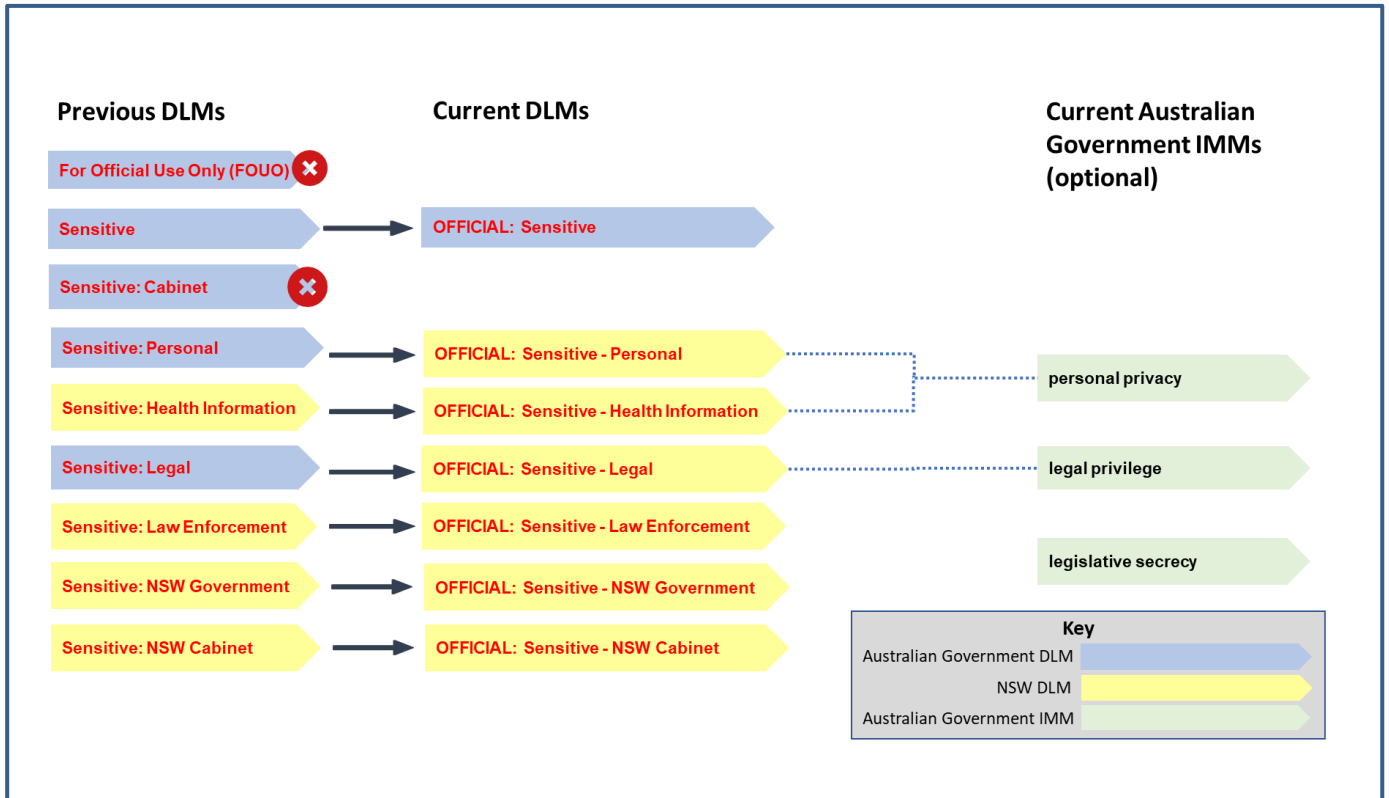 Previous DLMs
Current DLMs
Current Australian
Government IMMs
(optional)
For Official Use Only (FOUO)
Sensitive
OFFICIAL: Sensitive
Sensitive: Cabinet
Sensitive: Personal
OFFICIAL: Sensitive - Personal
personal privacy
Sensitive: Health Information
OFFICIAL: Sensitive - Health Information
Sensitive: Legal
OFFICIAL: Sensitive - Legal
legal privilege
Sensitive: Law Enforcement
OFFICIAL: Sensitive - Law Enforcement
legislative secrecy
Sensitive: NSW Government
OFFICIAL: Sensitive - NSW Government
Sensitive: NSW Cabinet
OFFICIAL: Sensitive - NSW Cabinet
Key
Australian Government DLM
NSW DLM
Australian Government IMM